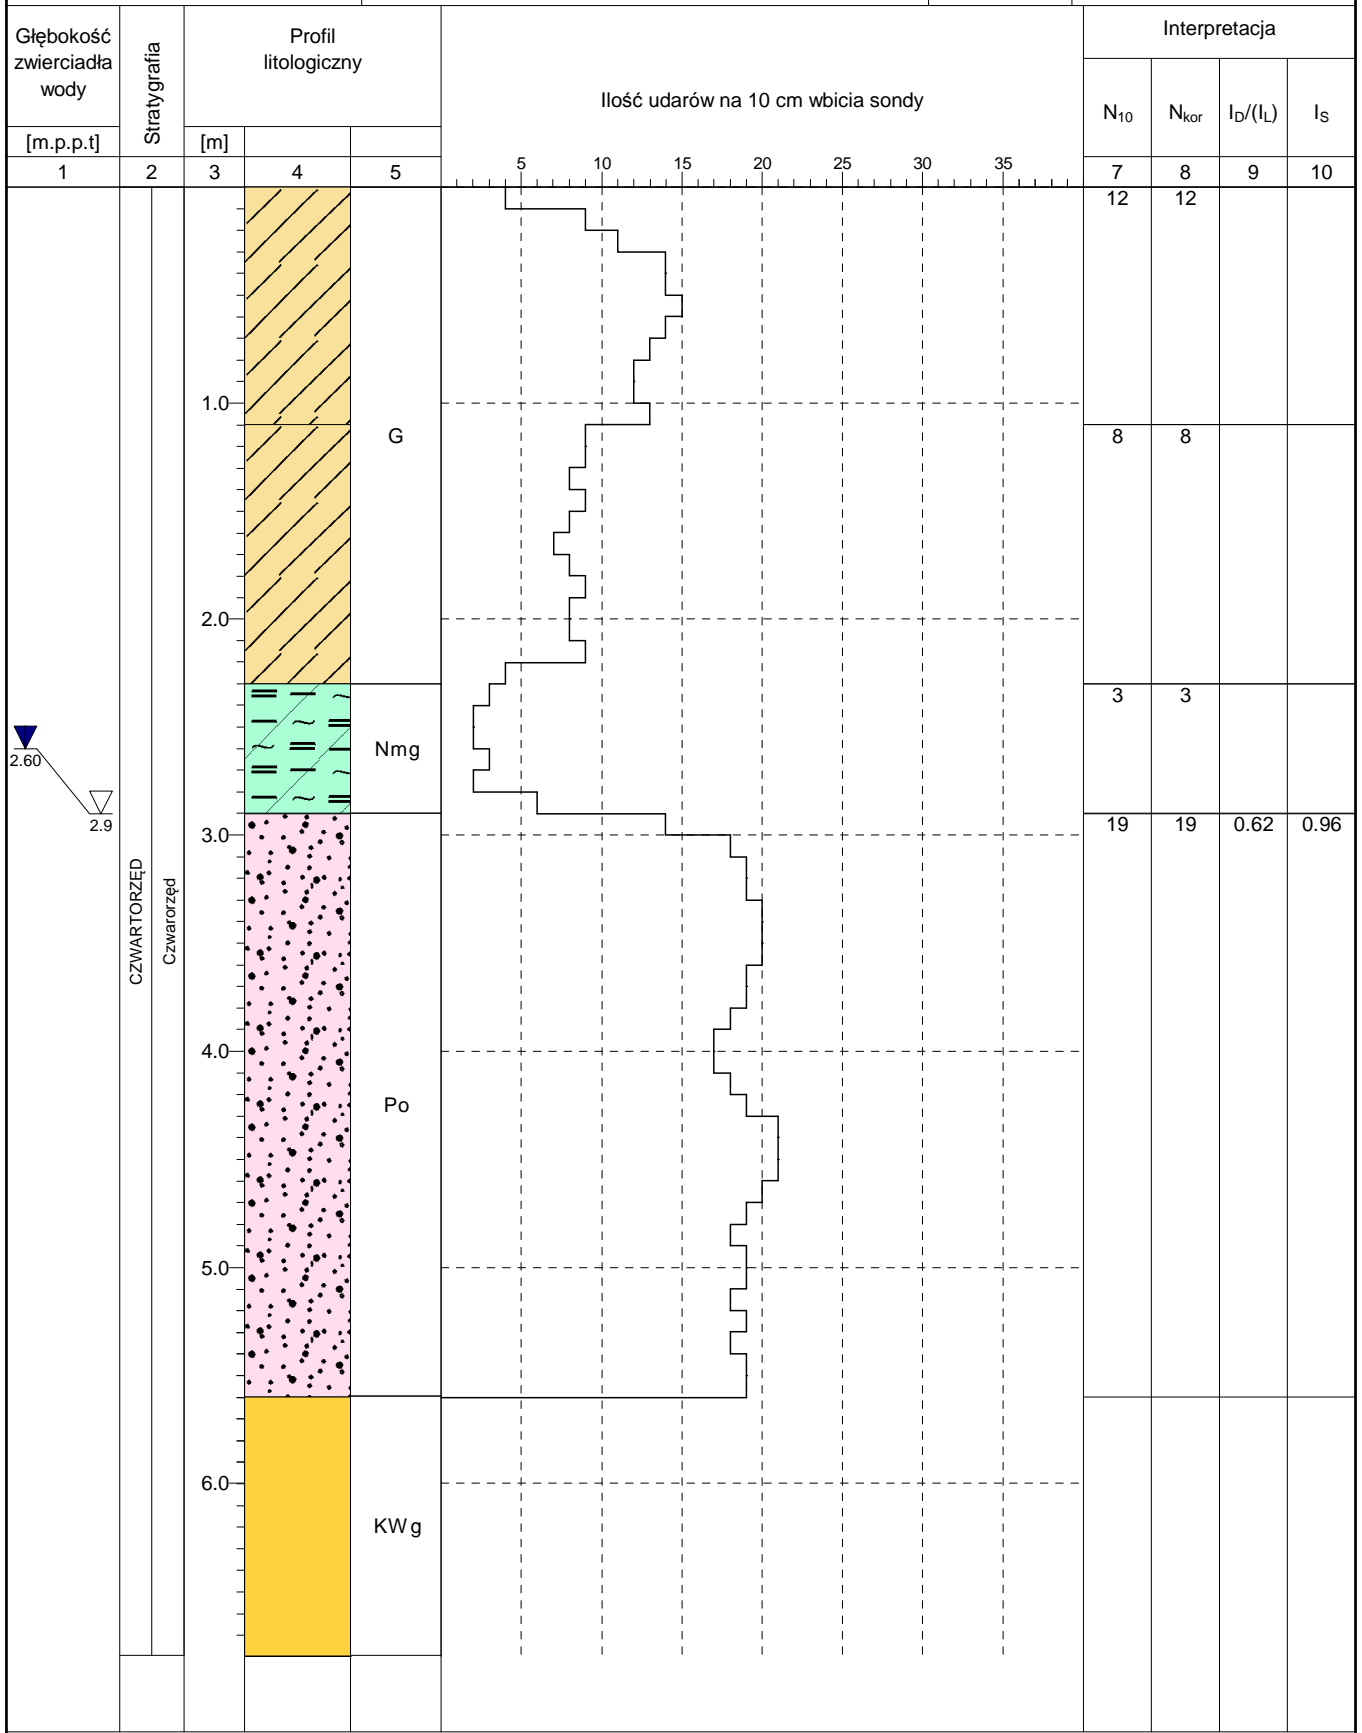 Głębokość
zwierciadła
wody
[m.p.p.t]
Stratygrafia
Profil
litologiczny
[m]
Ilość udarów na 10 cm wbicia sondy
Interpretacja
N10 Nkor ID/(IL) IS
5 10 15 20 25 30 35
1 2 3 4 5 7 8 9 10
12 12
1.0
G
8 8
2.0
3 3
Nmg
2.60
2.9
3.0
19 19 0.62 0.96
CZWARTORZĘD
Czwarorzęd
4.0
Po
5.0
6.0
KWg